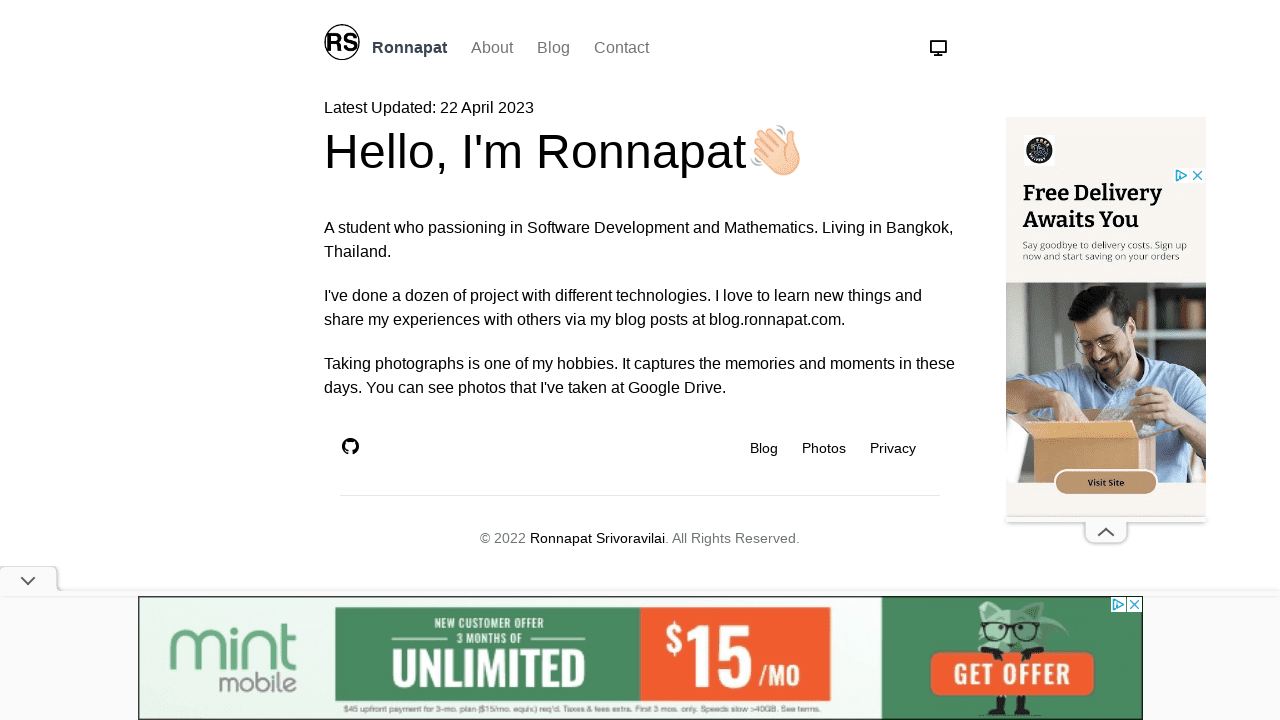 RS Ronnapat About Blog Contact
Latest Updated: 22 April 2023
Hello, I'm Ronnapat👋🏻
A student who passioning in Software Development and Mathematics. Living in Bangkok,
Thailand.
I've done a dozen of project with different technologies. I love to learn new things and
share my experiences with others via my blog posts at blog.ronnapat.com.
Taking photographs is one of my hobbies. It captures the memories and moments in these
days. You can see photos that I've taken at Google Drive.
Blog Photos Privacy
© 2022 Ronnapat Srivoravilai. All Rights Reserved.
Free Delivery
Awaits You
Say goodbye to delivery costs. Sign up
now and start saving on your orders
Visit Site
mint
mobile
NEW CUSTOMER OFFER
3 MONTHS OF
UNLIMITED
$15/MO
GET OFFER
$45 upfront payment for 3-mo. plan ($15/mo. equiv.) req'd. Taxes & fees extra. First 3 mos. only. Speeds slow >40GB. See terms.